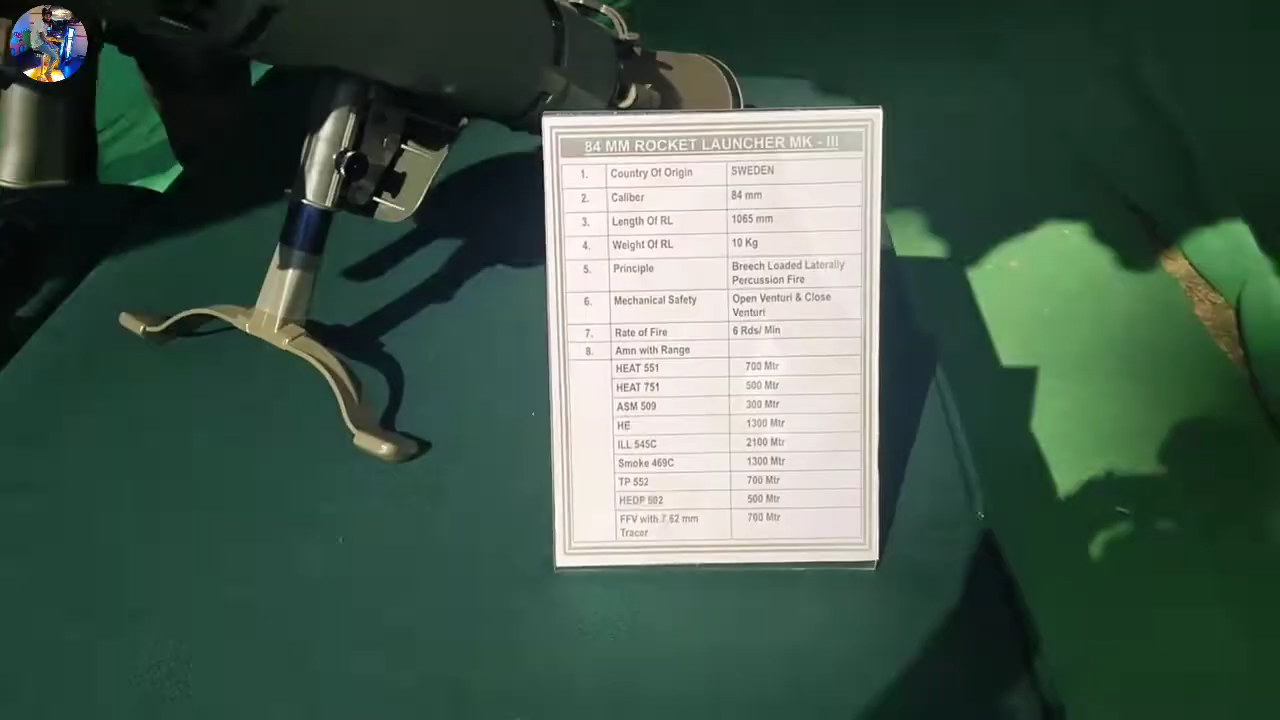 84 MM ROCKET LAUNCHER MK - III
1. Country Of Origin SWEDEN
2. Caliber 84 mm
3. Length Of RL 1065 mm
4. Weight Of RL 10 Kg
5. Principle Breech Loaded Laterally
Percussion Fire
6. Mechanical Safety Open Venturi & Close
Venturi
7. Rate of Fire 6 Rds/ Min
8. Amn with Range
HEAT 551 700 Mtr
HEAT 751 500 Mtr
ASM 509 300 Mtr
HE 1300 Mtr
ILL 545C 2100 Mtr
Smoke 469C 1300 Mtr
TP 552 700 Mtr
HEDP 502 500 Mtr
FFV with 7.62 mm 700 Mtr
Tracer